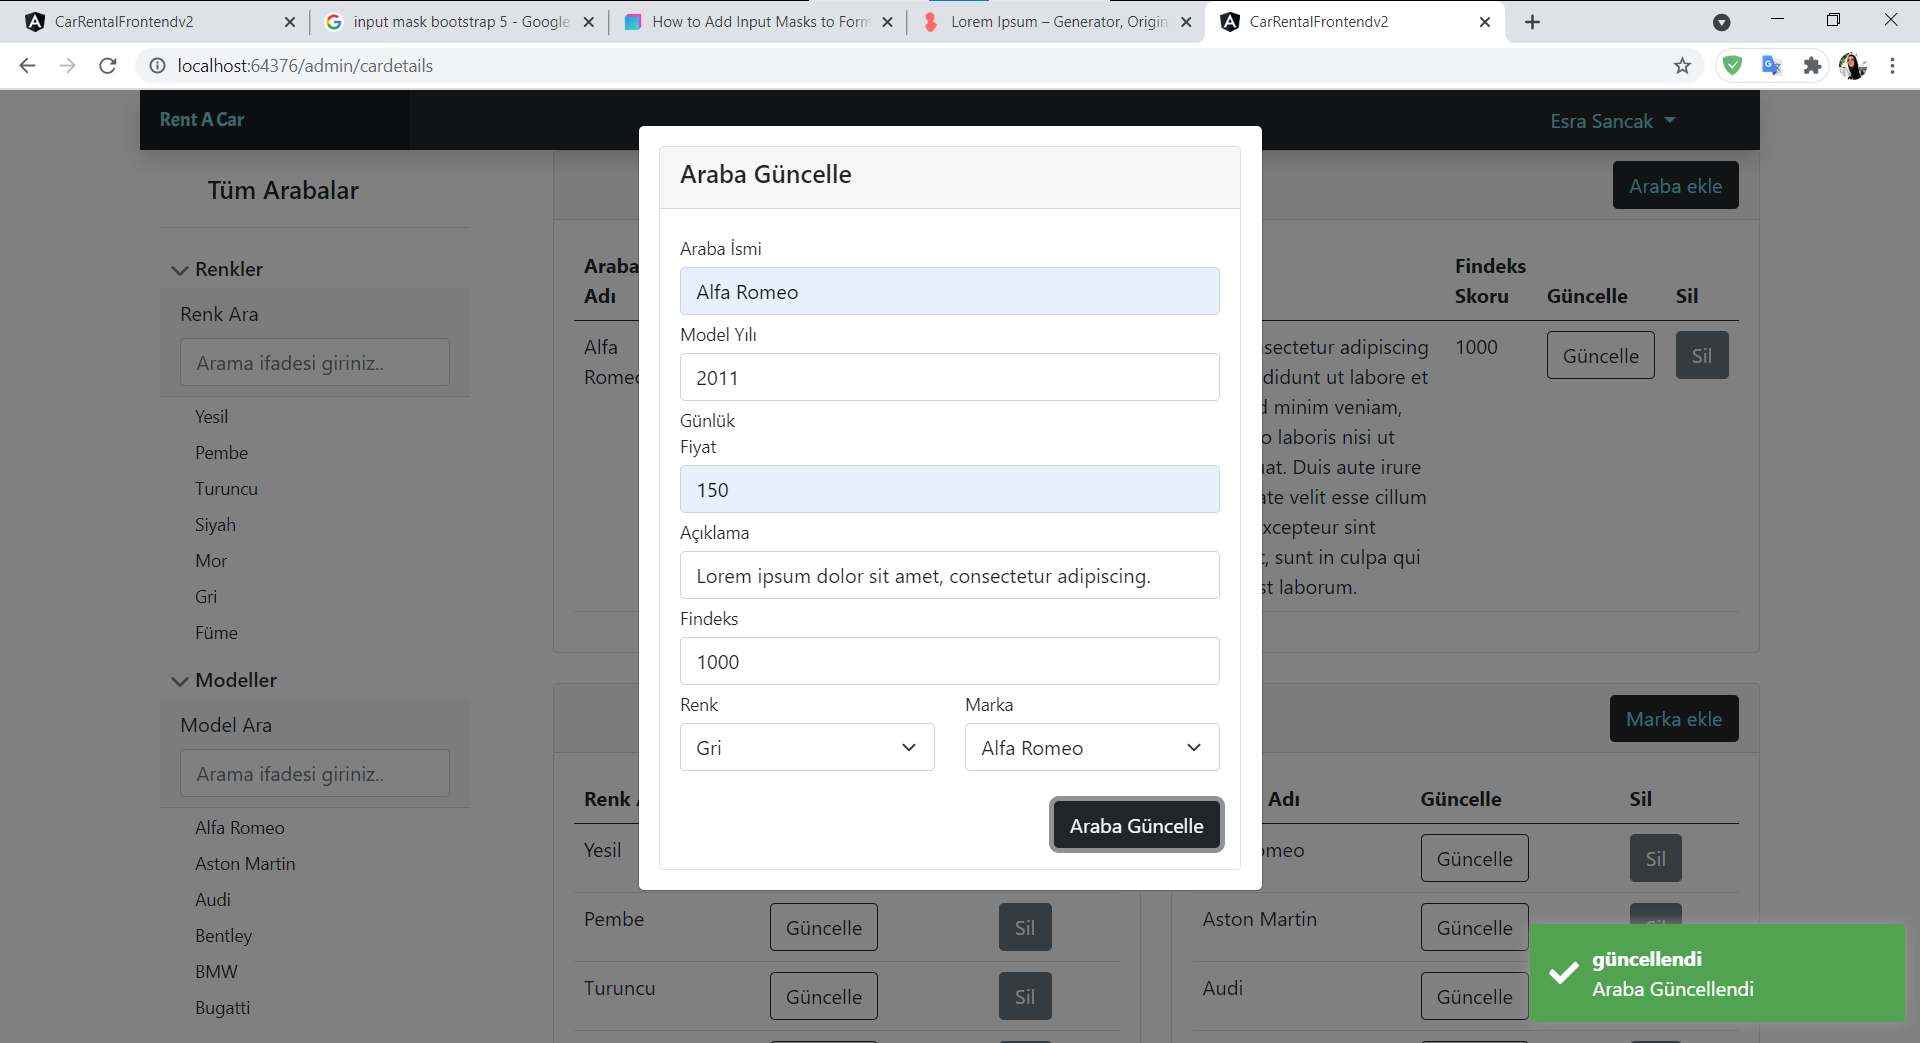 CarRentalFrontendv2
input mask bootstrap 5 - Google
How to Add Input Masks to Form
Lorem Ipsum – Generator, Origin
CarRentalFrontendv2
localhost:64376/admin/cardetails
Rent A Car
Esra Sancak
Tüm Arabalar
Renkler
Renk Ara
Arama ifadesi giriniz..
Yesil
Pembe
Turuncu
Siyah
Mor
Gri
Füme
Modeller
Model Ara
Arama ifadesi giriniz..
Alfa Romeo
Aston Martin
Audi
Bentley
BMW
Bugatti
Araba Güncelle
Araba İsmi
Alfa Romeo
Model Yılı
2011
Günlük
Fiyat
150
Açıklama
Lorem ipsum dolor sit amet, consectetur adipiscing.
Findeks
1000
Renk
Marka
Gri
Alfa Romeo
Araba Güncelle
Araba ekle
Araba
Adı
Findeks
Skoru
Güncelle
Sil
Alfa
Romeo
sectetur adipiscing
didunt ut labore et
d minim veniam,
o laboris nisi ut
uat. Duis aute irure
ate velit esse cillum
xcepteur sint
t, sunt in culpa qui
st laborum.
1000
Güncelle
Sil
Marka ekle
Renk
Adı
Güncelle
Sil
Yesil
omeo
Güncelle
Sil
Pembe
Güncelle
Sil
Aston Martin
Güncelle
Sil
Turuncu
Güncelle
Sil
Audi
Güncelle
güncellendi
Araba Güncellendi